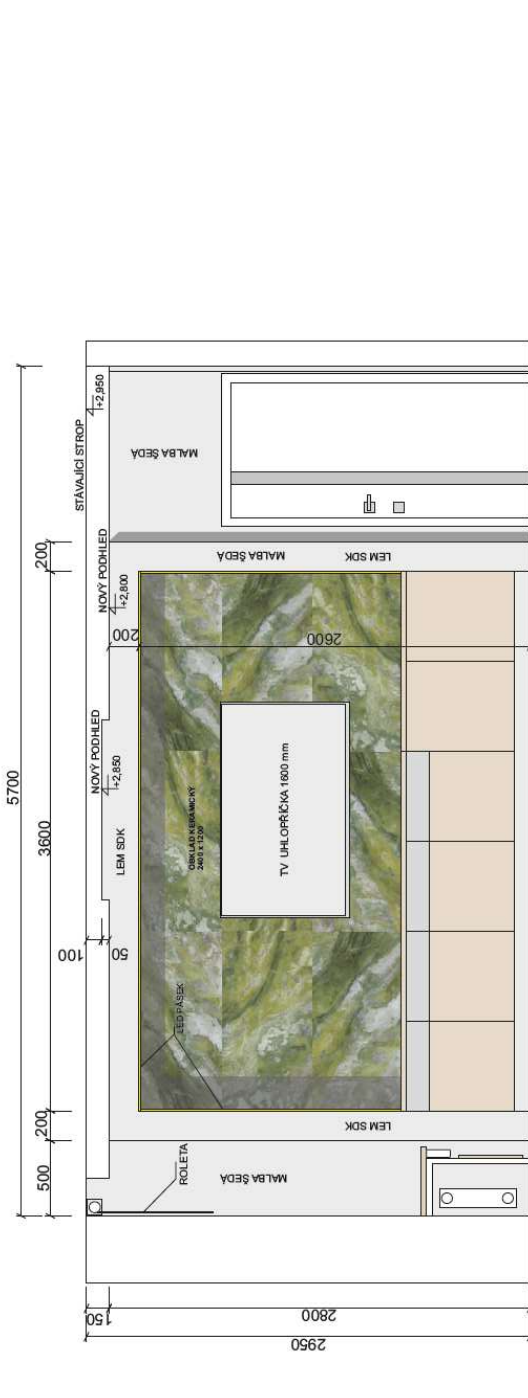 5700
500
200
3600
200
STÁVAJÍCÍ STROP
+2,950
NOVÝ PODHLED
+2,800
NOVÝ PODHLED
+2,850
LEM SDK
100
50
200
2600
MALBA ŠEDÁ
MALBA ŠEDÁ
LEM SDK
OBKLAD KERAMICKÝ
2400 x 1200
TV UHLOPŘÍČKA 1600 mm
LED PÁSEK
LEM SDK
ROLETA
MALBA ŠEDÁ
150
2800
2950